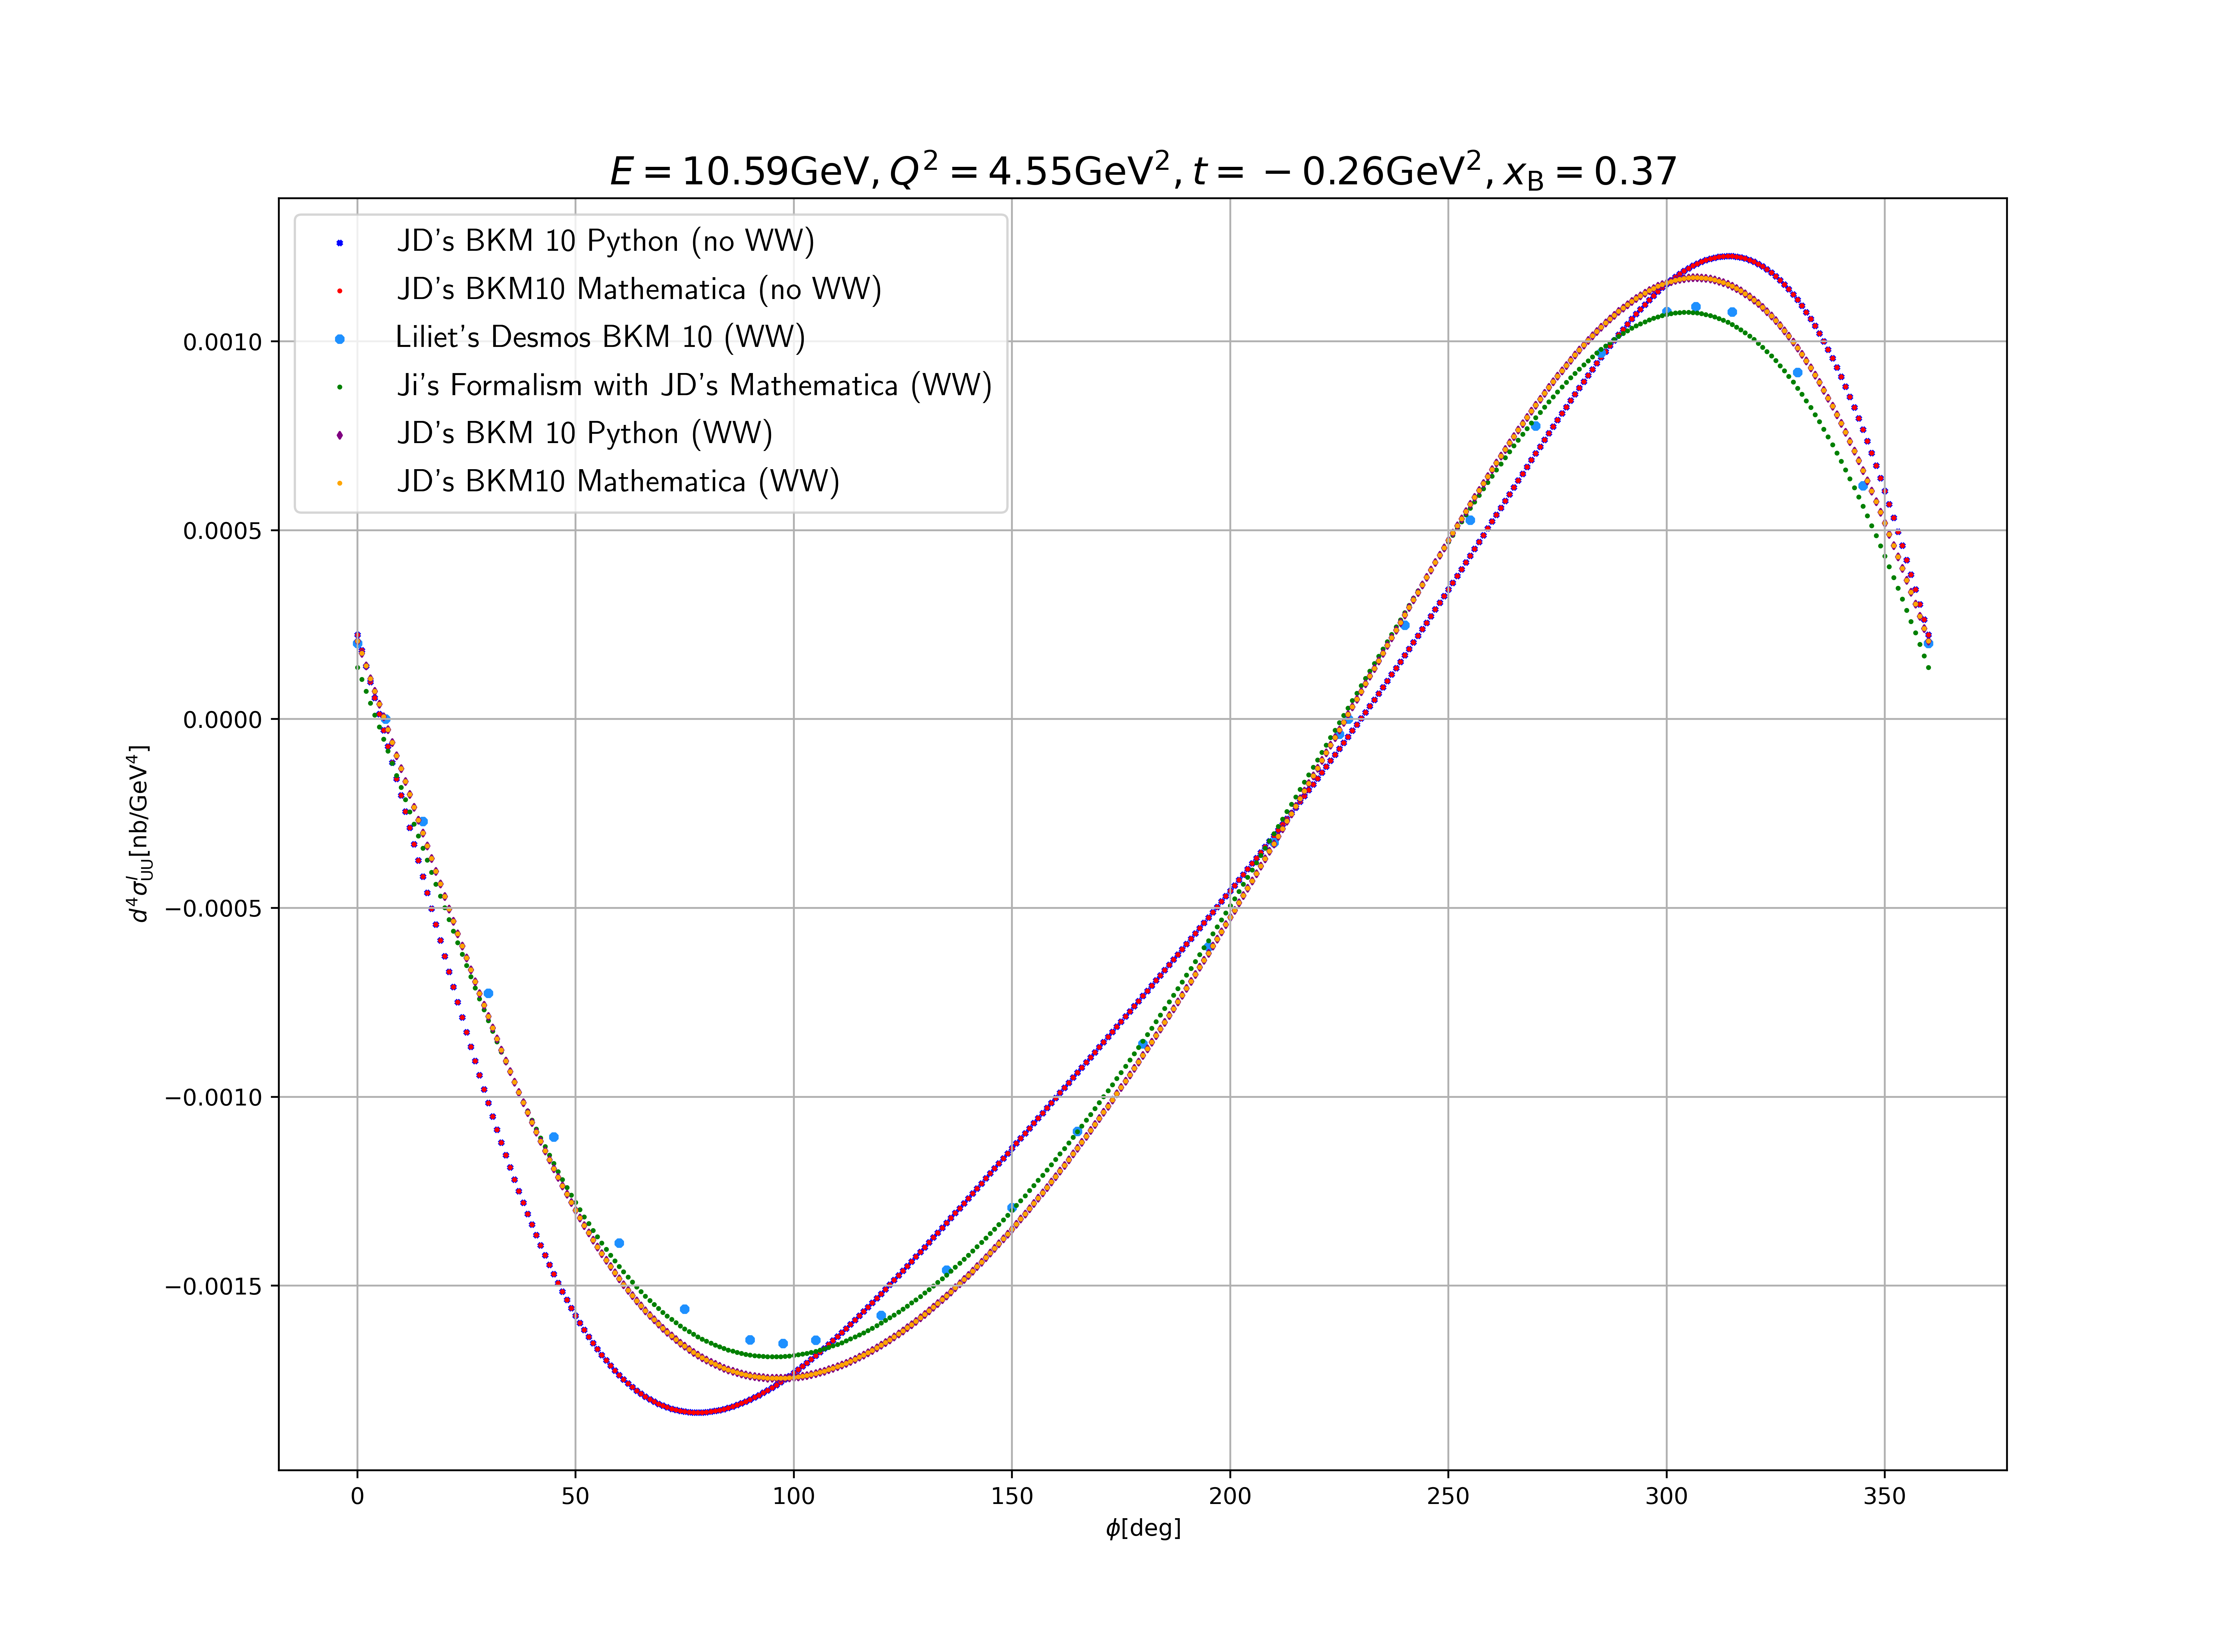 E = 10.59GeV, Q² = 4.55GeV², t = −0.26GeV², x_B = 0.37
JD's BKM 10 Python (no WW)
JD's BKM10 Mathematica (no WW)
Liliet's Desmos BKM 10 (WW)
Ji's Formalism with JD's Mathematica (WW)
JD's BKM 10 Python (WW)
JD's BKM10 Mathematica (WW)
0.0010
0.0005
0.0000
−0.0005
−0.0010
−0.0015
d⁴σ^I_UU[nb/GeV⁴]
0 50 100 150 200 250 300 350
ϕ[deg]